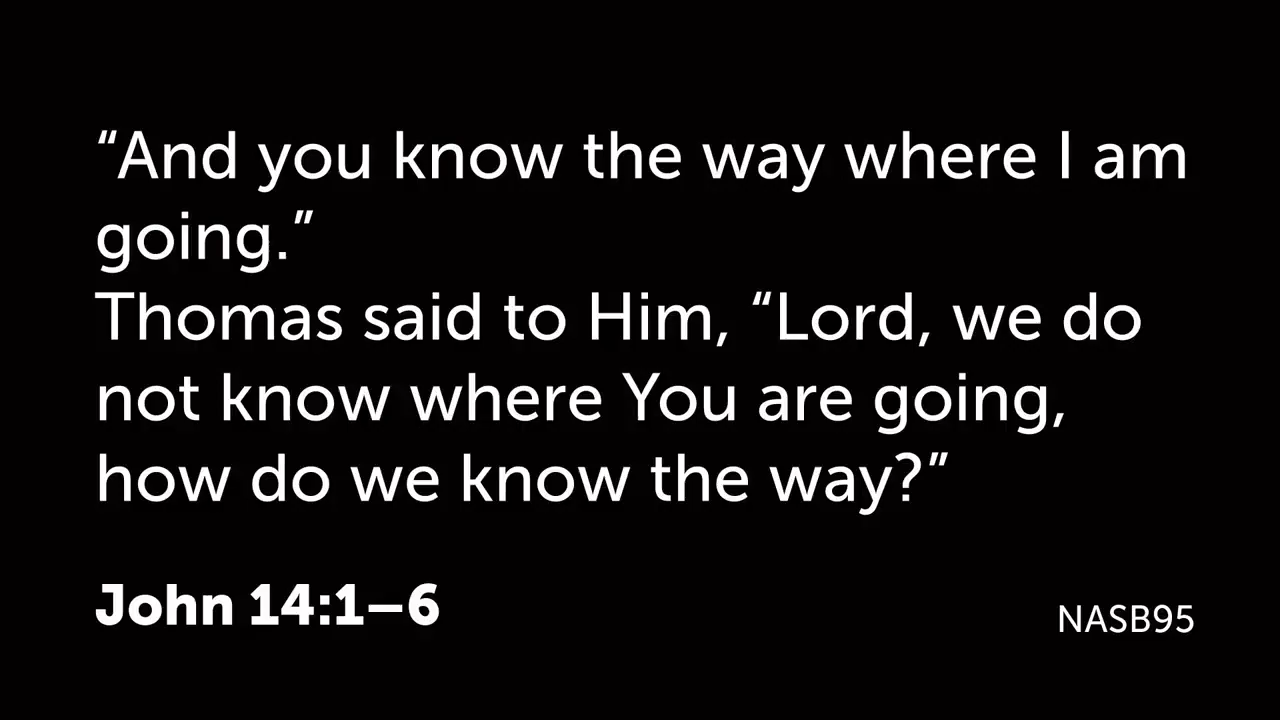 “And you know the way where I am
going.”
Thomas said to Him, “Lord, we do
not know where You are going,
how do we know the way?”
John 14:1–6
NASB95